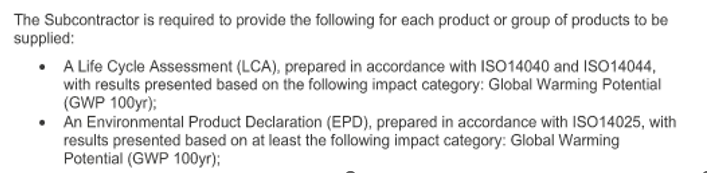 The Subcontractor is required to provide the following for each product or group of products to be
supplied:
• A Life Cycle Assessment (LCA), prepared in accordance with ISO14040 and ISO14044,
with results presented based on the following impact category: Global Warming Potential
(GWP 100yr);
• An Environmental Product Declaration (EPD), prepared in accordance with ISO14025, with
results presented based on at least the following impact category: Global Warming
Potential (GWP 100yr);